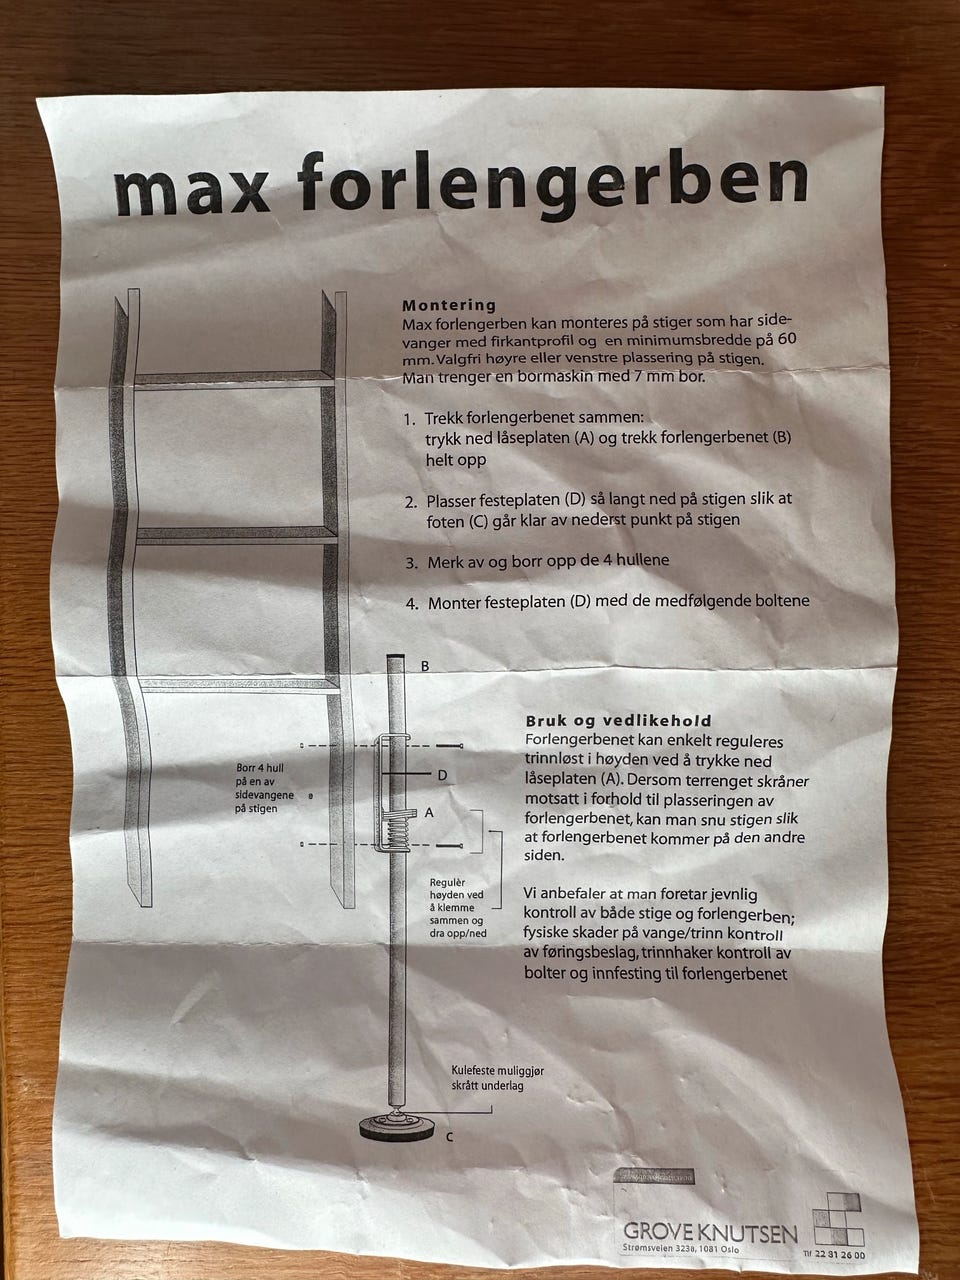 max forlengerben
Montering
Max forlengerben kan monteres på stiger som har side-
vanger med firkantprofil og en minimumsbredde på 60
mm. Valgfri høyre eller venstre plassering på stigen.
Man trenger en bormaskin med 7 mm bor.
1. Trekk forlengerbenet sammen:
trykk ned låseplaten (A) og trekk forlengerbenet (B)
helt opp
2. Plasser festeplaten (D) så langt ned på stigen slik at
foten (C) går klar av nederst punkt på stigen
3. Merk av og borr opp de 4 hullene
4. Monter festeplaten (D) med de medfølgende boltene
B
D
A
Borr 4 hull
på en av
sidevangene
på stigen
Regulèr
høyden ved
å klemme
sammen og
dra opp/ned
Bruk og vedlikehold
Forlengerbenet kan enkelt reguleres
trinnløst i høyden ved å trykke ned
låseplaten (A). Dersom terrenget skråner
motsatt i forhold til plasseringen av
forlengerbenet, kan man snu stigen slik
at forlengerbenet kommer på den andre
siden.
Vi anbefaler at man foretar jevnlig
kontroll av både stige og forlengerben;
fysiske skader på vange/trinn kontroll
av føringsbeslag, trinnhaker kontroll av
bolter og innfesting til forlengerbenet
Kulefeste muliggjør
skrått underlag
C
GROVE KNUTSEN
Strømsveien 323B, 1081 Oslo
Tlf 22 81 26 00